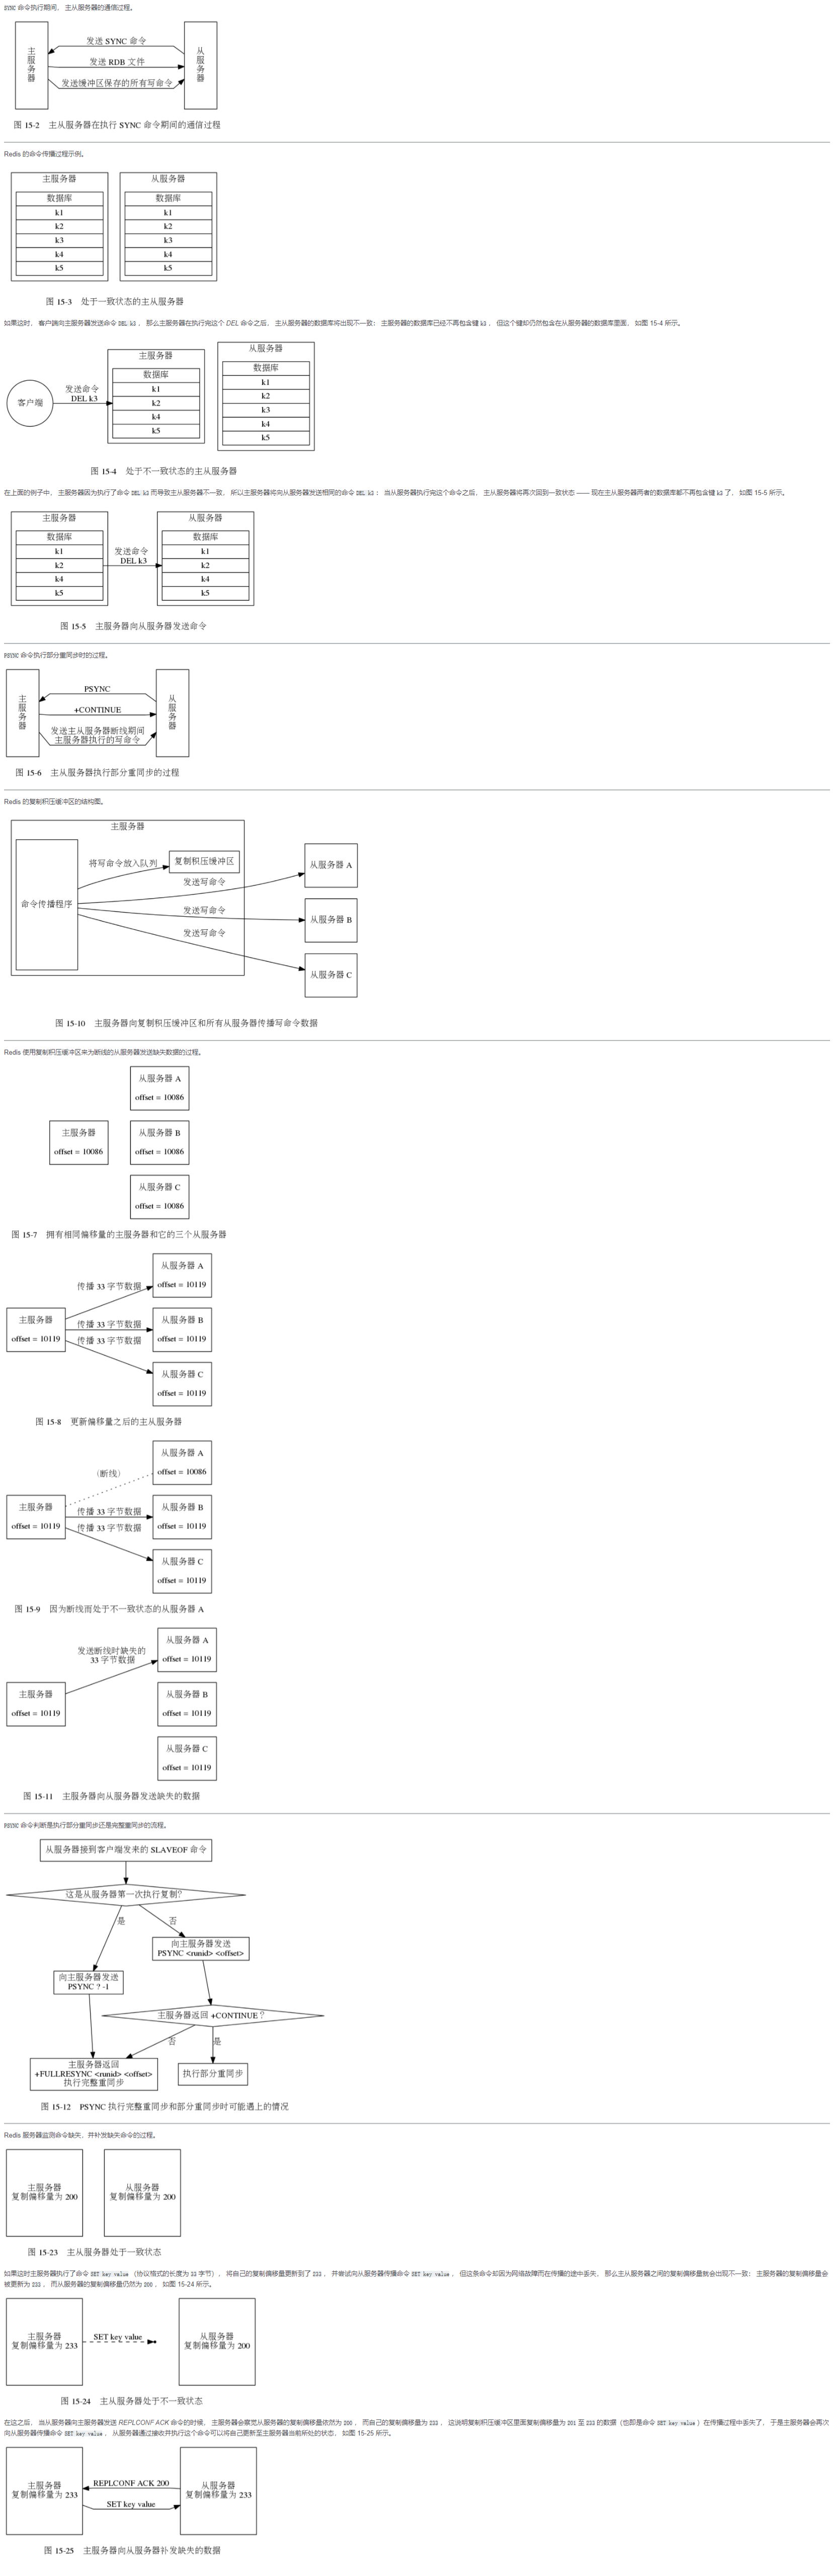 SYNC 命令执行期间, 主从服务器的通信过程。
主服务器
从服务器
发送 SYNC 命令
发送 RDB 文件
发送缓冲区保存的所有写命令
图 15-2 主从服务器在执行 SYNC 命令期间的通信过程
Redis 的命令传播过程示例。
主服务器
数据库
k1
k2
k3
k4
k5
从服务器
数据库
k1
k2
k3
k4
k5
图 15-3 处于一致状态的主从服务器
如果这时, 客户端向主服务器发送命令 DEL k3 , 那么主服务器在执行完这个 DEL 命令之后, 主从服务器的数据库将出现不一致: 主服务器的数据库已经不再包含键 k3 , 但这个键却仍然包含在从服务器的数据库里面, 如图 15-4 所示。
客户端
发送命令
DEL k3
主服务器
数据库
k1
k2
k4
k5
从服务器
数据库
k1
k2
k3
k4
k5
图 15-4 处于不一致状态的主从服务器
在上面的例子中, 主服务器因为执行了命令 DEL k3 而导致主从服务器不一致, 所以主服务器将向从服务器发送相同的命令 DEL k3 ; 当从服务器执行完这个命令之后, 主从服务器将再次回到一致状态 —— 现在主从服务器两者的数据库都不再包含键 k3 了, 如图 15-5 所示。
主服务器
数据库
k1
k2
k4
k5
发送命令
DEL k3
从服务器
数据库
k1
k2
k4
k5
图 15-5 主服务器向从服务器发送命令
PSYNC 命令执行部分重同步时的过程。
主服务器
从服务器
PSYNC
+CONTINUE
发送主从服务器断线期间
主服务器执行的写命令
图 15-6 主从服务器执行部分重同步的过程
Redis 的复制积压缓冲区的结构图。
主服务器
命令传播程序
将写命令放入队列
复制积压缓冲区
发送写命令
发送写命令
发送写命令
从服务器 A
从服务器 B
从服务器 C
图 15-10 主服务器向复制积压缓冲区和所有从服务器传播写命令数据
Redis 使用复制积压缓冲区来为断线的从服务器发送缺失数据的过程。
从服务器 A
offset = 10086
主服务器
offset = 10086
从服务器 B
offset = 10086
从服务器 C
offset = 10086
图 15-7 拥有相同偏移量的主服务器和它的三个从服务器
从服务器 A
offset = 10119
传播 33 字节数据
主服务器
offset = 10119
传播 33 字节数据
传播 33 字节数据
从服务器 B
offset = 10119
从服务器 C
offset = 10119
图 15-8 更新偏移量之后的主从服务器
从服务器 A
offset = 10086
(断线)
主服务器
offset = 10119
传播 33 字节数据
传播 33 字节数据
从服务器 B
offset = 10119
从服务器 C
offset = 10119
图 15-9 因为断线而处于不一致状态的从服务器 A
从服务器 A
offset = 10119
发送断线时缺失的
33 字节数据
主服务器
offset = 10119
从服务器 B
offset = 10119
从服务器 C
offset = 10119
图 15-11 主服务器向从服务器发送缺失的数据
PSYNC 命令判断是执行部分重同步还是完整重同步的流程。
从服务器接到客户端发来的 SLAVEOF 命令
这是从服务器第一次执行复制?
是
否
向主服务器发送
PSYNC <runid> <offset>
向主服务器发送
PSYNC ? -1
主服务器返回 +CONTINUE ?
否
是
主服务器返回
+FULLRESYNC <runid> <offset>
执行完整重同步
执行部分重同步
图 15-12 PSYNC 执行完整重同步和部分重同步时可能遇上的情况
Redis 服务器监测命令缺失, 并补发缺失命令的过程。
主服务器
复制偏移量为 200
从服务器
复制偏移量为 200
图 15-23 主从服务器处于一致状态
如果这时主服务器执行了命令 SET key value (协议格式的长度为 33 字节), 将自己的复制偏移量更新到了 233 , 并尝试向从服务器传播命令 SET key value , 但这条命令却因为网络故障而在传播的途中丢失, 那么主从服务器之间的复制偏移量就会出现不一致: 主服务器的复制偏移量会
被更新为 233 , 而从服务器的复制偏移量仍然为 200 , 如图 15-24 所示。
主服务器
复制偏移量为 233
SET key value
从服务器
复制偏移量为 200
图 15-24 主从服务器处于不一致状态
在这之后, 当从服务器向主服务器发送 REPLCONF ACK 命令的时候, 主服务器会察觉从服务器的复制偏移量依然为 200 , 而自己的复制偏移量为 233 , 这说明复制积压缓冲区里面复制偏移量为 201 至 233 的数据 (也即是命令 SET key value ) 在传播过程中丢失了, 于是主服务器会再次
向从服务器传播命令 SET key value , 从服务器通过接收并执行这个命令可以将自己更新至主服务器当前所处的状态, 如图 15-25 所示。
主服务器
复制偏移量为 233
REPLCONF ACK 200
SET key value
从服务器
复制偏移量为 233
图 15-25 主服务器向从服务器补发缺失的数据